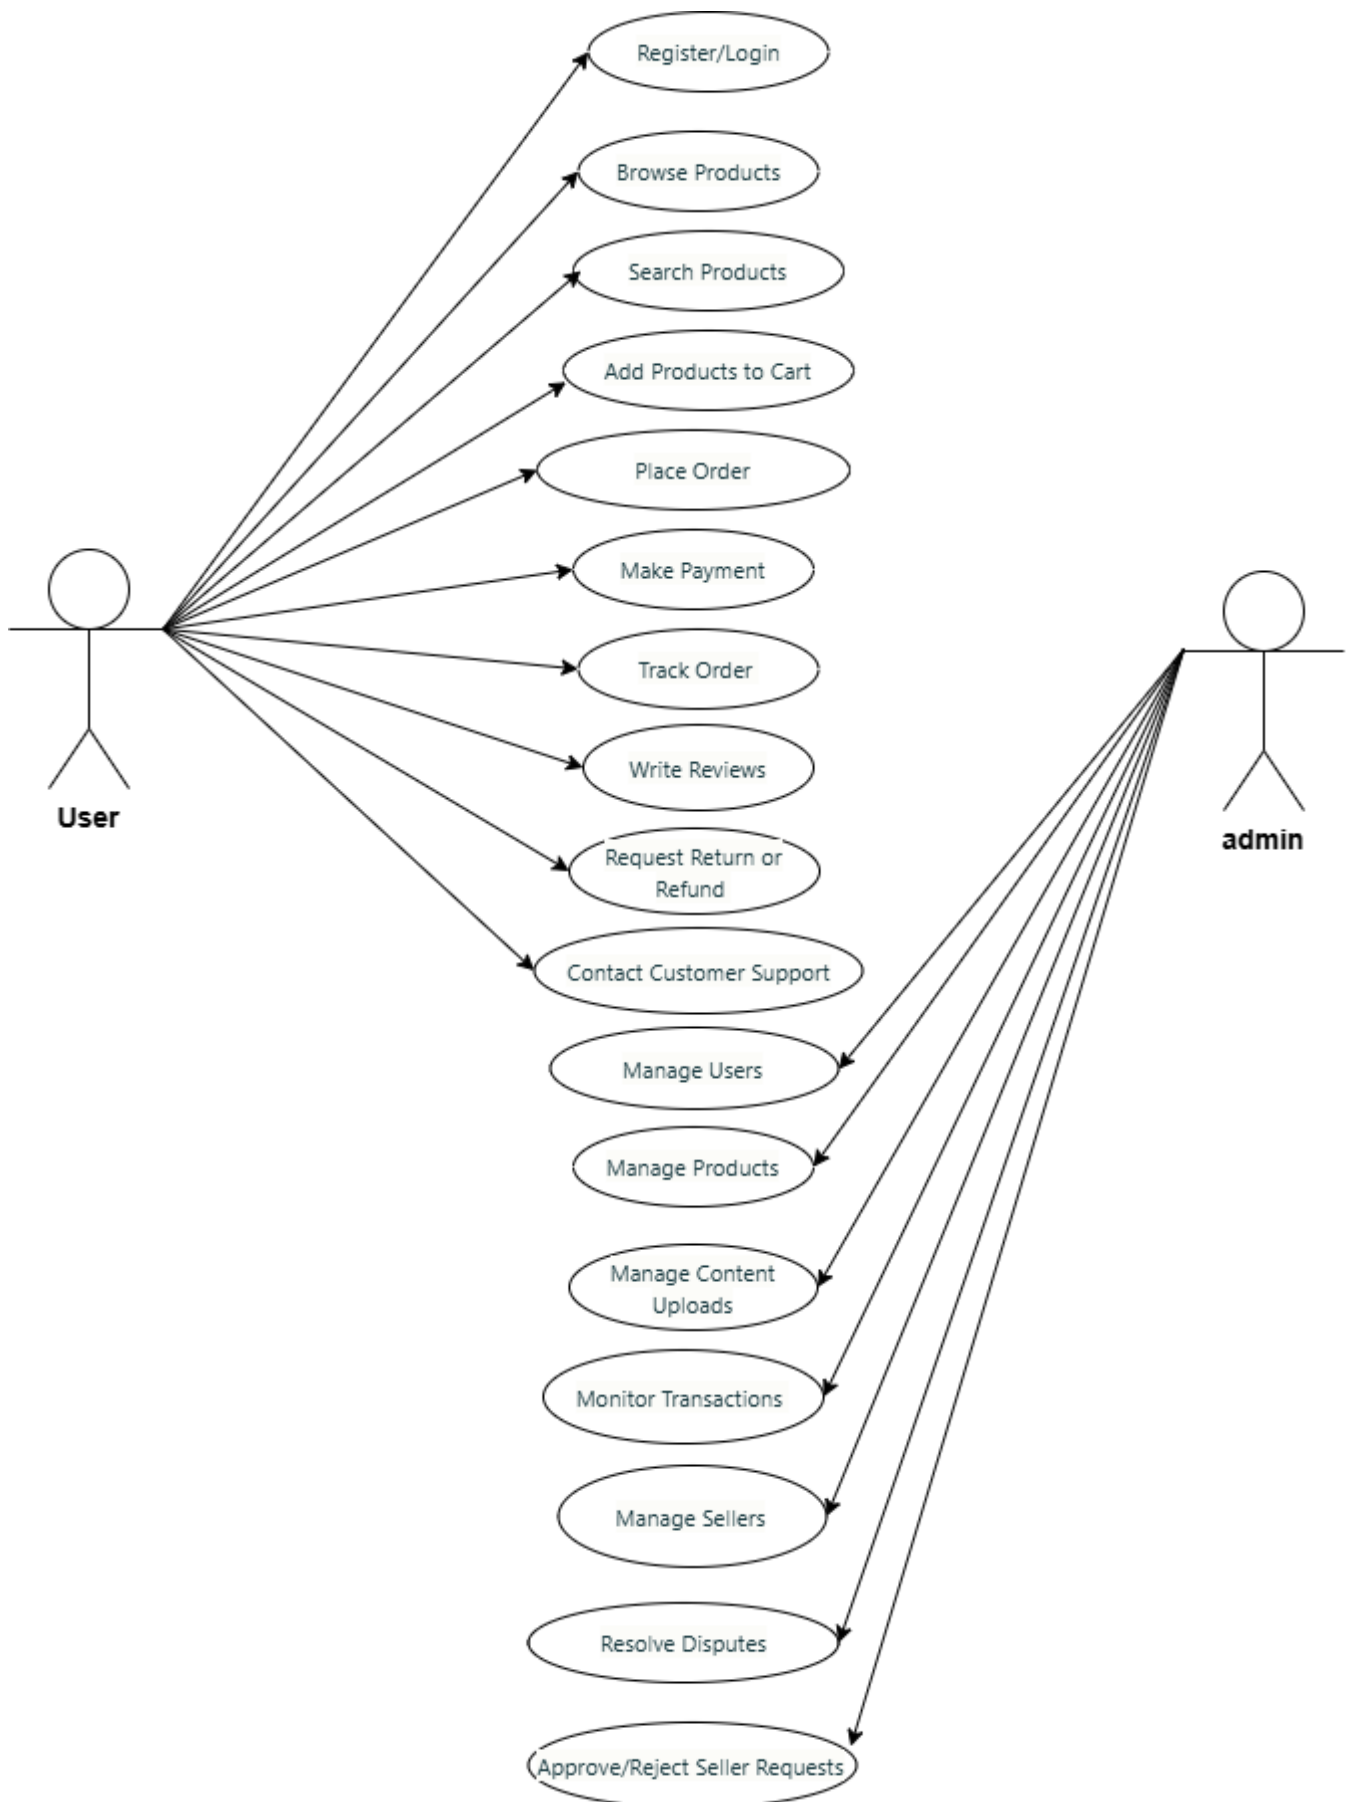 Register/Login
Browse Products
Search Products
Add Products to Cart
Place Order
Make Payment
Track Order
Write Reviews
User
admin
Request Return or
Refund
Contact Customer Support
Manage Users
Manage Products
Manage Content
Uploads
Monitor Transactions
Manage Sellers
Resolve Disputes
Approve/Reject Seller Requests